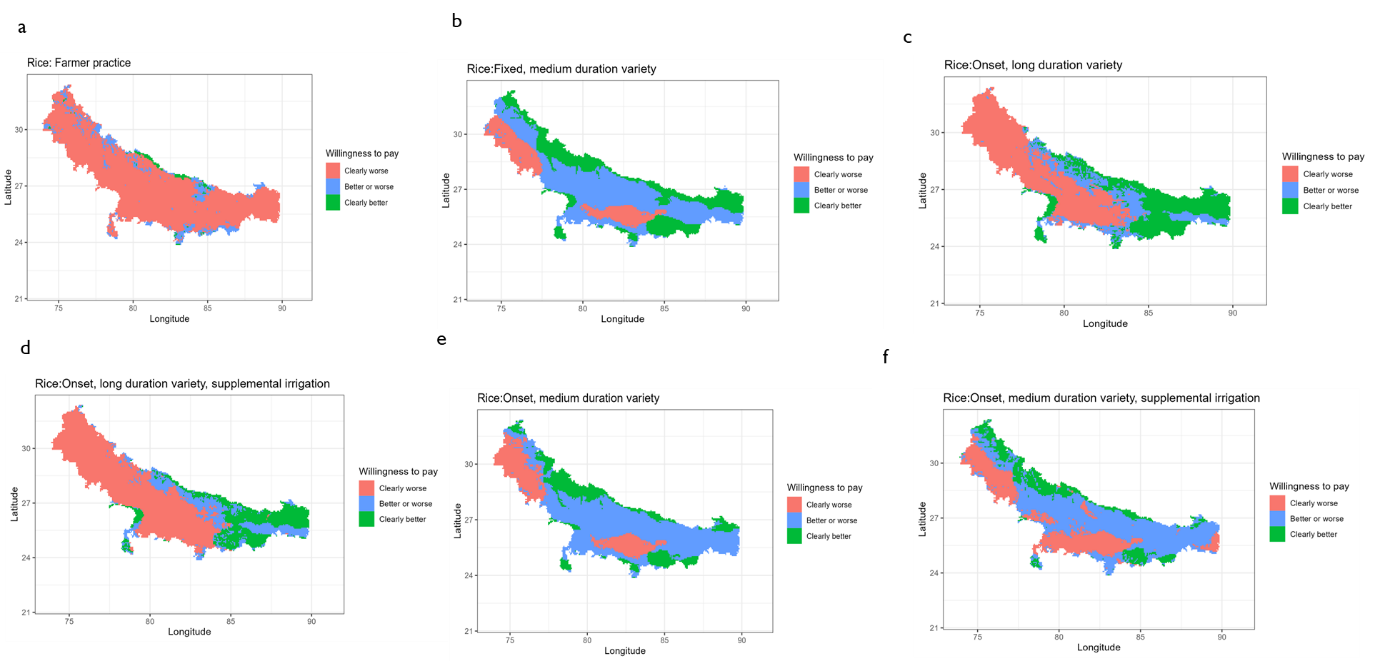 a
Rice: Farmer practice
30
27
24
21
75
80
85
90
Latitude
Longitude
Willingness to pay
Clearly worse
Better or worse
Clearly better
b
Rice:Fixed, medium duration variety
30
27
24
21
75
80
85
90
Latitude
Longitude
Willingness to pay
Clearly worse
Better or worse
Clearly better
c
Rice:Onset, long duration variety
30
27
24
21
75
80
85
90
Latitude
Longitude
Willingness to pay
Clearly worse
Better or worse
Clearly better
d
Rice:Onset, long duration variety, supplemental irrigation
30
27
24
21
75
80
85
90
Latitude
Longitude
Willingness to pay
Clearly worse
Better or worse
Clearly better
e
Rice:Onset, medium duration variety
30
27
24
21
75
80
85
90
Latitude
Longitude
Willingness to pay
Clearly worse
Better or worse
Clearly better
f
Rice:Onset, medium duration variety, supplemental irrigation
30
27
24
21
75
80
85
90
Latitude
Longitude
Willingness to pay
Clearly worse
Better or worse
Clearly better